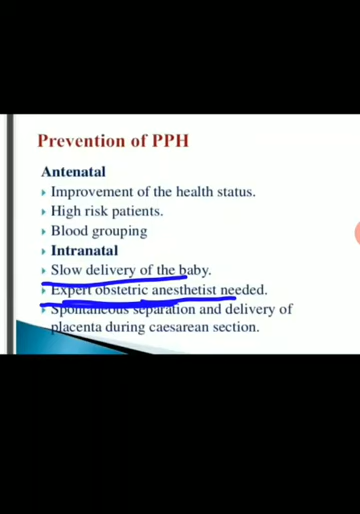 Prevention of PPH
Antenatal
Improvement of the health status.
High risk patients.
Blood grouping
Intranatal
Slow delivery of the baby.
Expert obstetric anesthetist needed.
Spontaneous separation and delivery of
placenta during caesarean section.